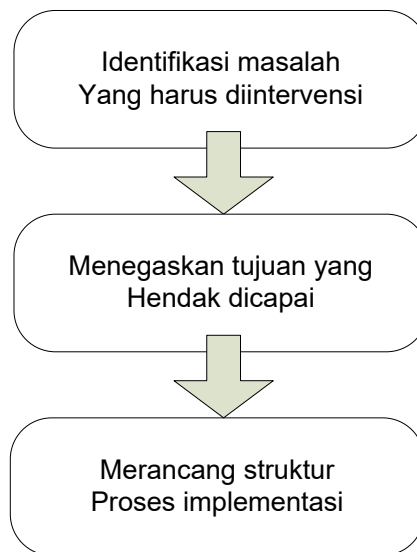 Identifikasi masalah
Yang harus diintervensi
Menegaskan tujuan yang
Hendak dicapai
Merancang struktur
Proses implementasi